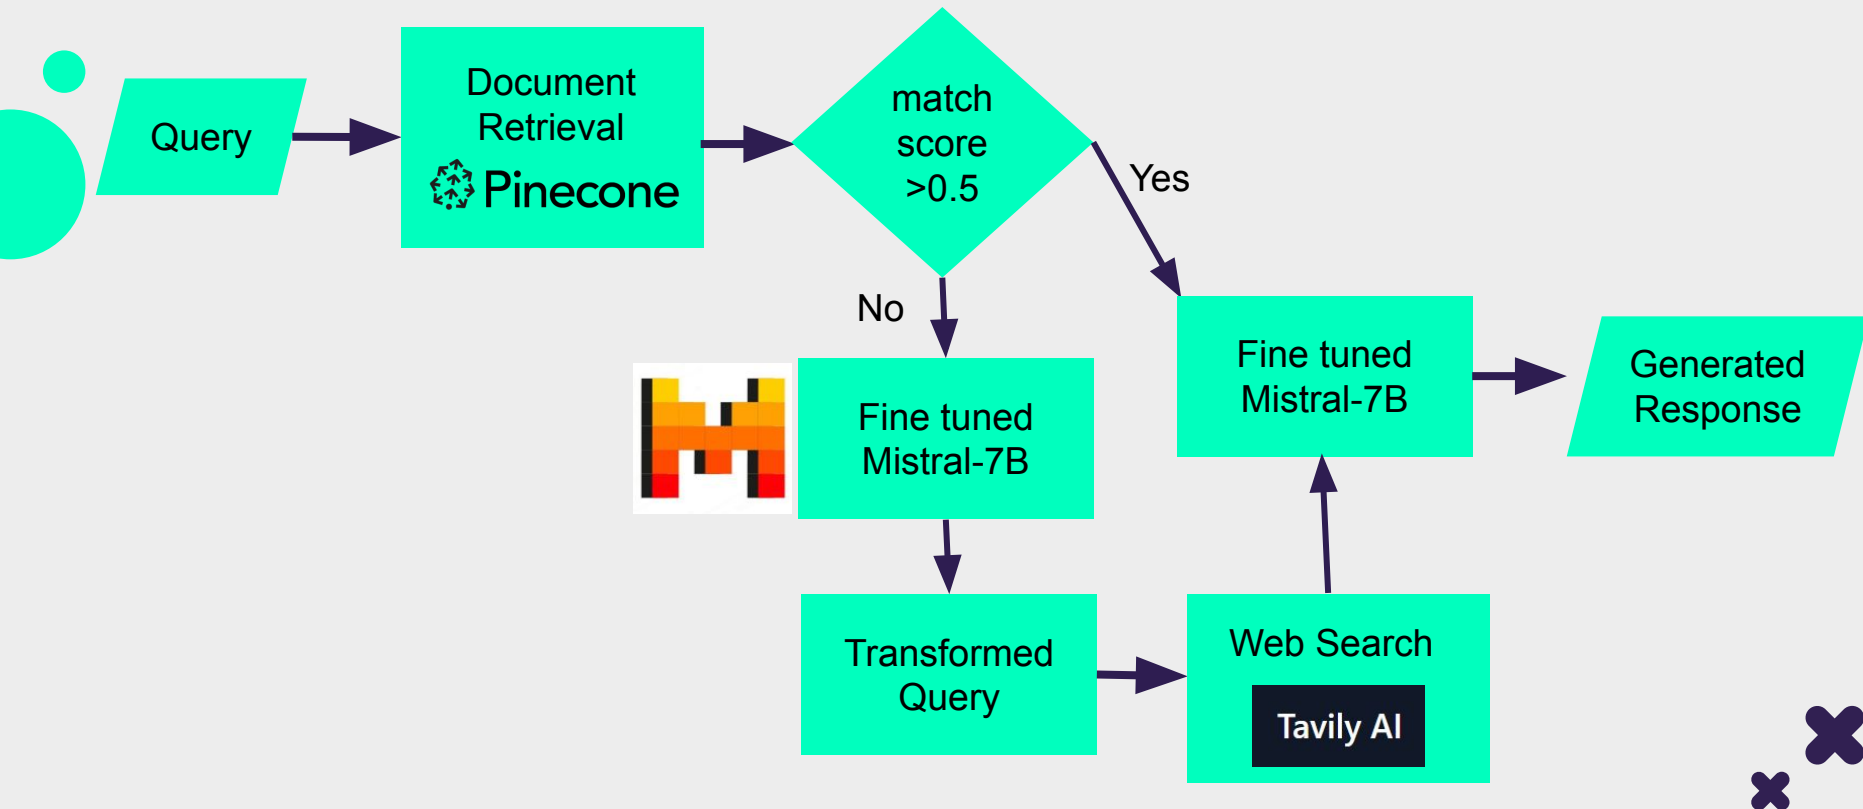 Query
Document
Retrieval
Pinecone
match
score
>0.5
Yes
No
Fine tuned
Mistral-7B
Fine tuned
Mistral-7B
Generated
Response
Transformed
Query
Web Search
Tavily AI